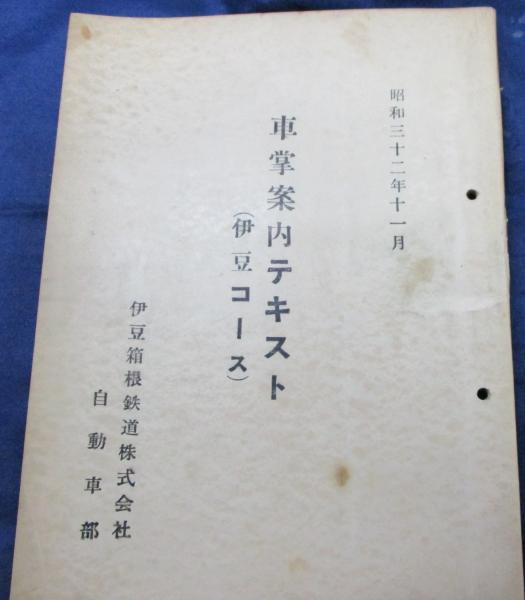 昭和三十二年十一月
車掌案内テキスト
(伊豆コース)
伊豆箱根鉄道株式会社
自動車部